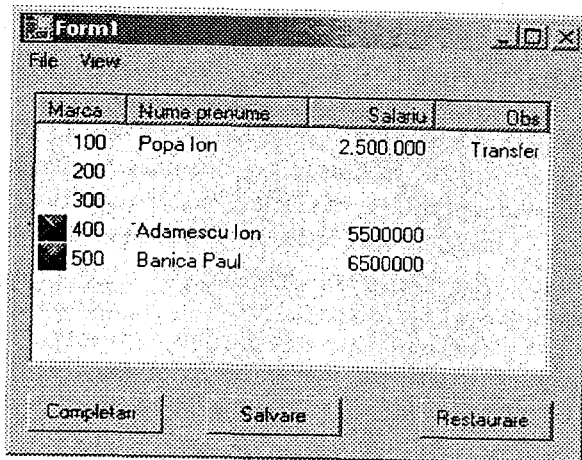 Form1
File View
Marca Nume prenume Salariu Obs
100 Popa Ion 2.500.000 Transfer
200
300
400 Adamescu Ion 5500000
500 Banica Paul 6500000
Completari Salvare Restaurare